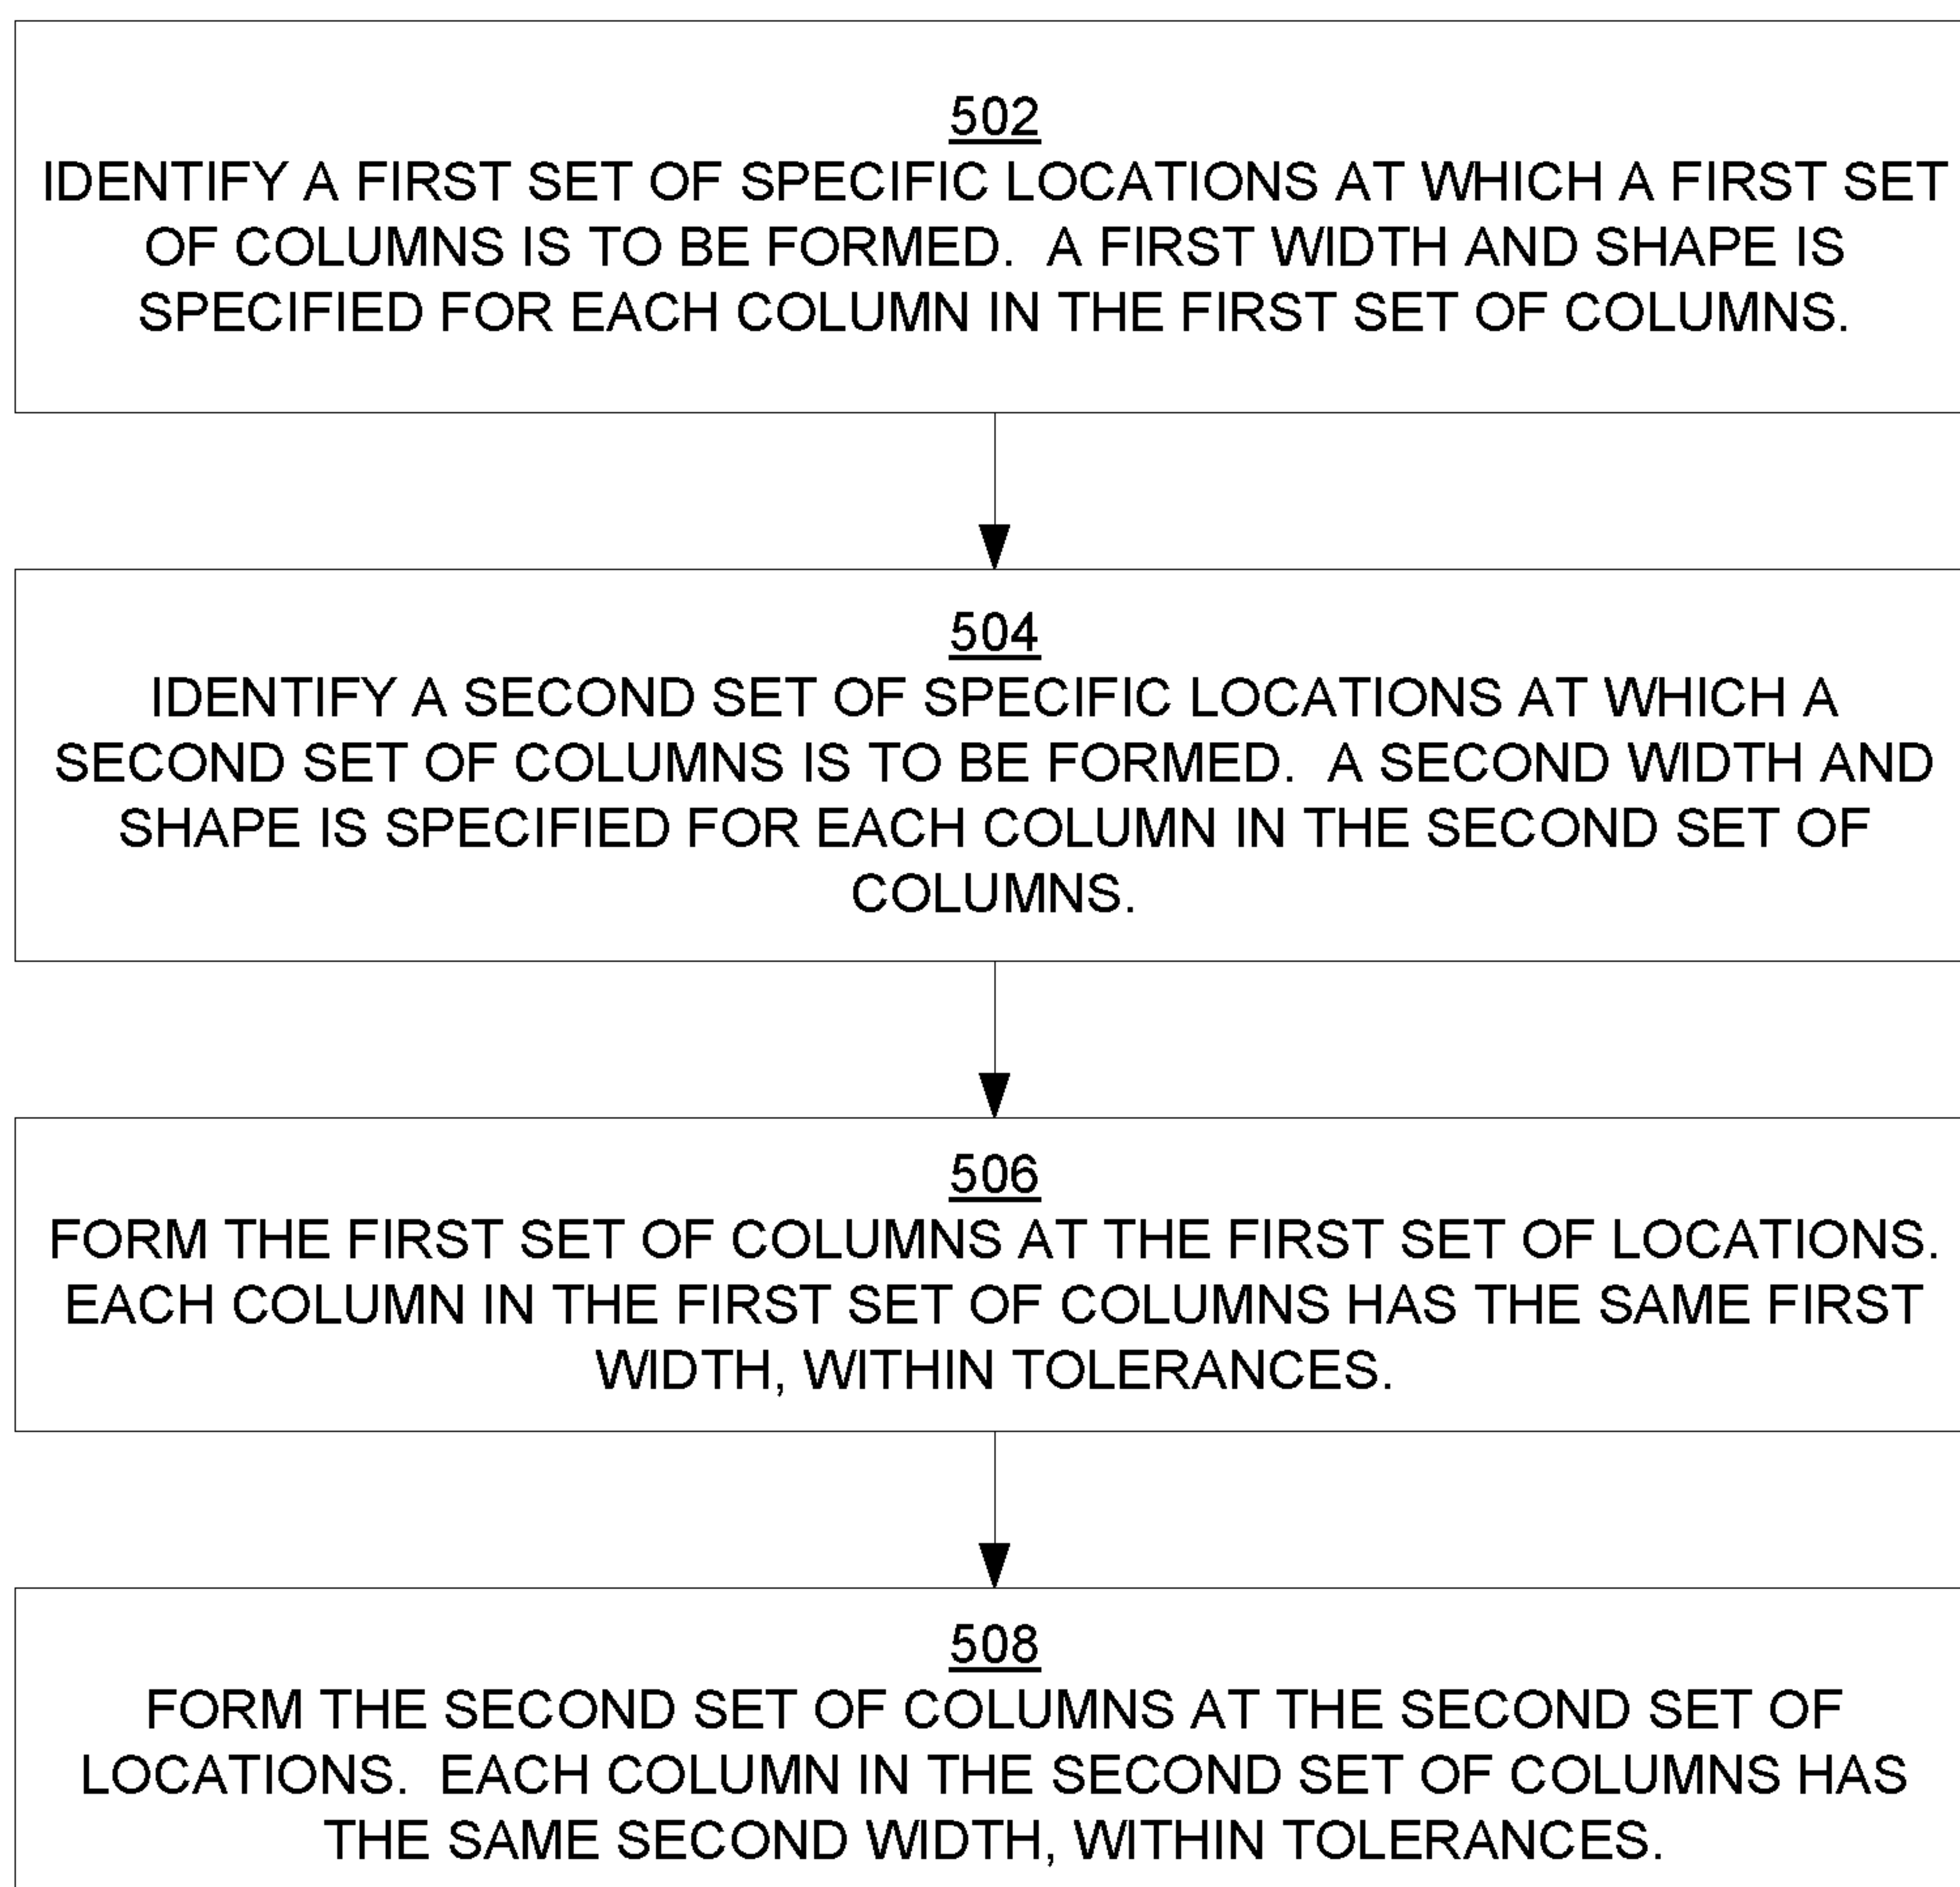 502
IDENTIFY A FIRST SET OF SPECIFIC LOCATIONS AT WHICH A FIRST SET
OF COLUMNS IS TO BE FORMED.  A FIRST WIDTH AND SHAPE IS
SPECIFIED FOR EACH COLUMN IN THE FIRST SET OF COLUMNS.
504
IDENTIFY A SECOND SET OF SPECIFIC LOCATIONS AT WHICH A
SECOND SET OF COLUMNS IS TO BE FORMED.  A SECOND WIDTH AND
SHAPE IS SPECIFIED FOR EACH COLUMN IN THE SECOND SET OF
COLUMNS.
506
FORM THE FIRST SET OF COLUMNS AT THE FIRST SET OF LOCATIONS.
EACH COLUMN IN THE FIRST SET OF COLUMNS HAS THE SAME FIRST
WIDTH, WITHIN TOLERANCES.
508
FORM THE SECOND SET OF COLUMNS AT THE SECOND SET OF
LOCATIONS.  EACH COLUMN IN THE SECOND SET OF COLUMNS HAS
THE SAME SECOND WIDTH, WITHIN TOLERANCES.